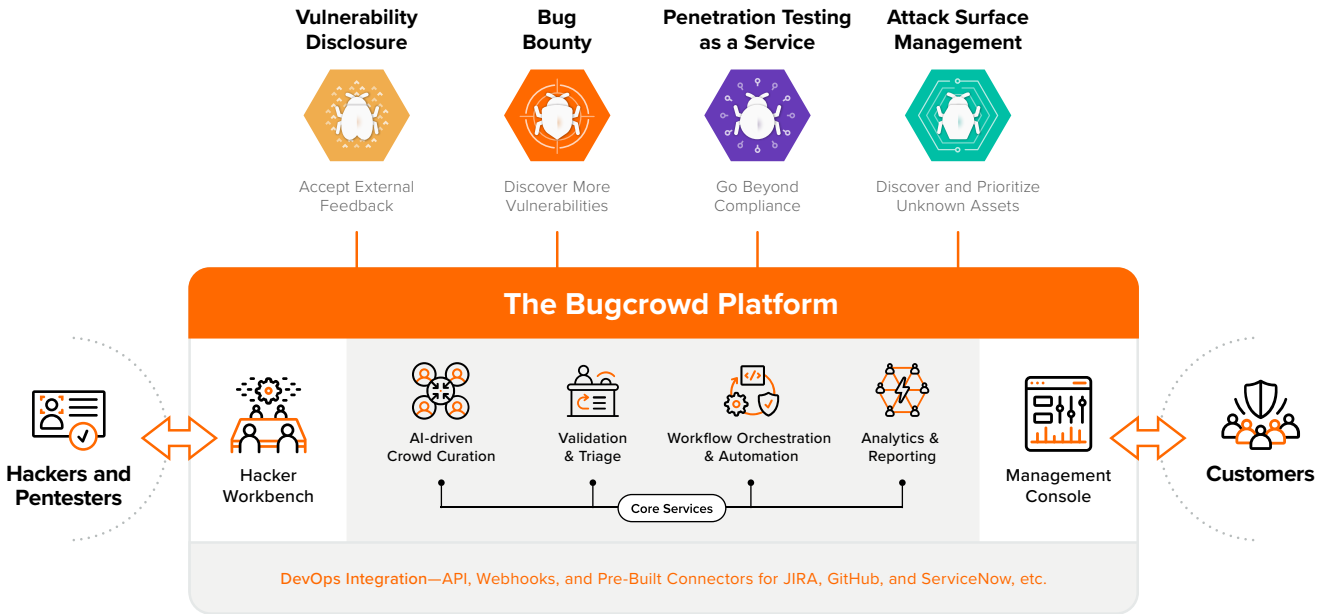 Vulnerability
Disclosure
Bug
Bounty
Penetration Testing
as a Service
Attack Surface
Management
Accept External
Feedback
Discover More
Vulnerabilities
Go Beyond
Compliance
Discover and Prioritize
Unknown Assets
The Bugcrowd Platform
Hackers and
Pentesters
Hacker
Workbench
AI-driven
Crowd Curation
Validation
& Triage
Workflow Orchestration
& Automation
Analytics &
Reporting
Core Services
Management
Console
Customers
DevOps Integration—API, Webhooks, and Pre-Built Connectors for JIRA, GitHub, and ServiceNow, etc.